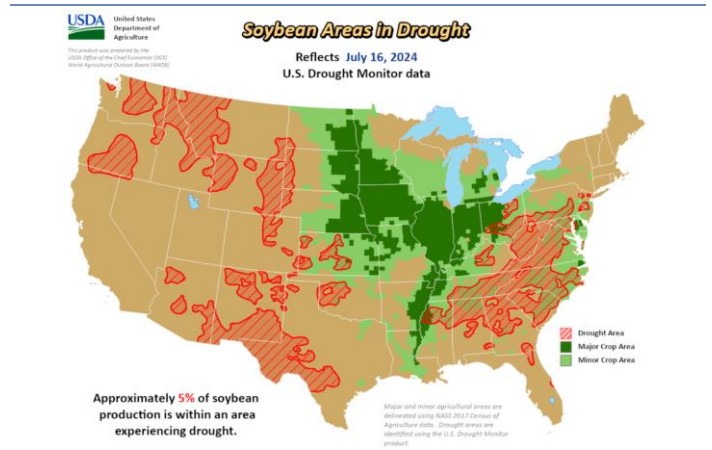 USDA
United States
Department of
Agriculture
This product was prepared by the
USDA Office of the Chief Economist (OCE)
World Agricultural Outlook Board (WAOB)
Soybean Areas in Drought
Reflects July 16, 2024
U.S. Drought Monitor data
Drought Area
Major Crop Area
Minor Crop Area
Approximately 5% of soybean
production is within an area
experiencing drought.
Major and minor agricultural areas are
delineated using NASS 2017 Census of
Agriculture data. Drought areas are
identified using the U.S. Drought Monitor
product.